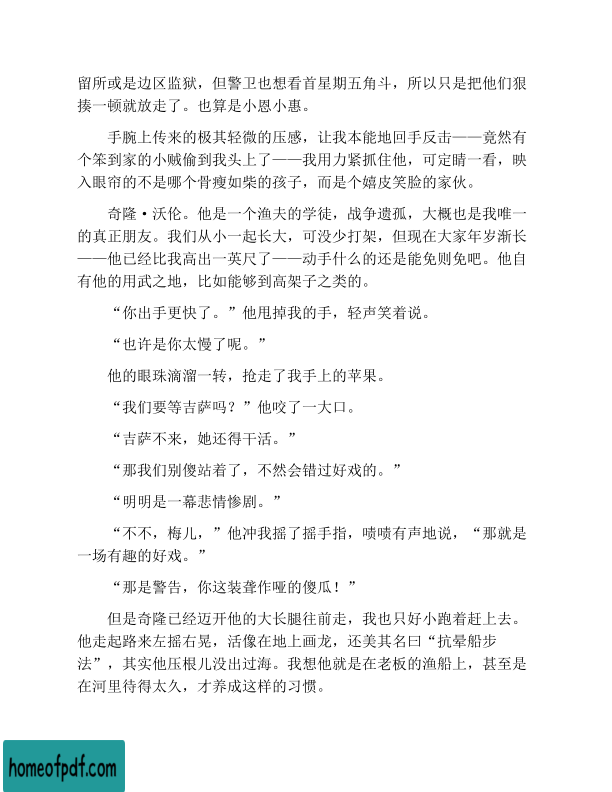 留所或是边区监狱，但警卫也想看首星期五角斗，所以只是把他们狠
揍一顿就放走了。也算是小恩小惠。
手腕上传来的极其轻微的压感，让我本能地回手反击——竟然有
个笨到家的小贼偷到我头上了——我用力紧抓住他，可定睛一看，映
入眼帘的不是哪个骨瘦如柴的孩子，而是个嬉皮笑脸的家伙。
奇隆·沃伦。他是一个渔夫的学徒，战争遗孤，大概也是我唯一
的真正朋友。我们从小一起长大，可没少打架，但现在大家年岁渐长
——他已经比我高出一英尺了——动手什么的还是能免则免吧。他自
有他的用武之地，比如能够到高架子之类的。
“你出手更快了。”他甩掉我的手，轻声笑着说。
“也许是你太慢了呢。”
他的眼珠滴溜一转，抢走了我手上的苹果。
“我们要等吉萨吗？”他咬了一大口。
“吉萨不来，她还得干活。”
“那我们别傻站着了，不然会错过好戏的。”
“明明是一幕悲情惨剧。”
“不不，梅儿，”他冲我摇了摇手指，啧啧有声地说，“那就是
一场有趣的好戏。”
“那是警告，你这装聋作哑的傻瓜！”
但是奇隆已经迈开他的大长腿往前走，我也只好小跑着赶上去。
他走起路来左摇右晃，活像在地上画龙，还美其名曰“抗晕船步
法”，其实他压根儿没出过海。我想他就是在老板的渔船上，甚至是
在河里待得太久，才养成这样的习惯。
homeofpdf.com